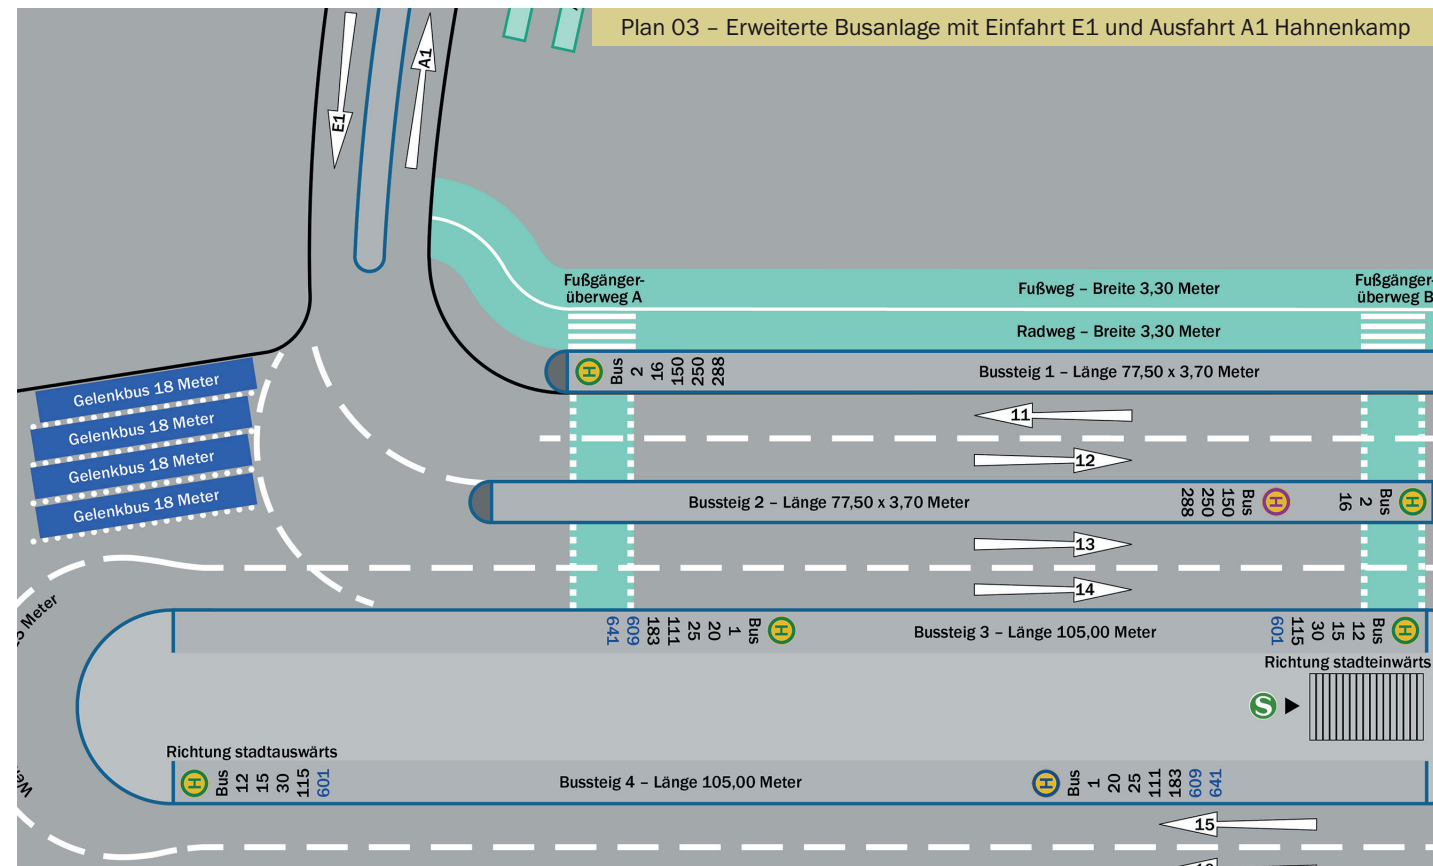 Plan 03 – Erweiterte Busanlage mit Einfahrt E1 und Ausfahrt A1 Hahnenkamp
E1
A1
Fußgänger-
überweg A
Fußweg – Breite 3,30 Meter
Fußgänger-
überweg B
Radweg – Breite 3,30 Meter
H Bus 2 16 150 250 288
Bussteig 1 – Länge 77,50 x 3,70 Meter
Gelenkbus 18 Meter
Gelenkbus 18 Meter
Gelenkbus 18 Meter
Gelenkbus 18 Meter
11
12
Bussteig 2 – Länge 77,50 x 3,70 Meter
288 250 150 Bus H
16 2 Bus H
13
14
Meter
641 609 183 111 25 20 1 Bus H
Bussteig 3 – Länge 105,00 Meter
601 115 30 15 12 Bus H
Richtung stadteinwärts
S
Richtung stadtauswärts
H Bus 12 15 30 115 601
Bussteig 4 – Länge 105,00 Meter
H Bus 1 20 25 111 183 609 641
15